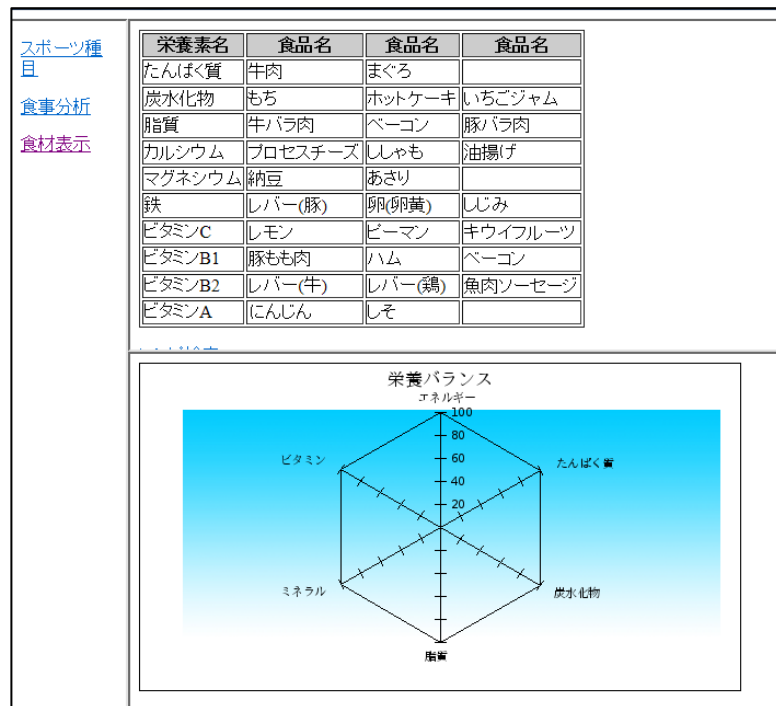 スポーツ種
目
食事分析
食材表示
栄養素名 食品名 食品名 食品名
たんぱく質 牛肉 まぐろ
炭水化物 もち ホットケーキ いちごジャム
脂質 牛バラ肉 ベーコン 豚バラ肉
カルシウム プロセスチーズ ししゃも 油揚げ
マグネシウム 納豆 あさり
鉄 レバー(豚) 卵(卵黄) しじみ
ビタミンC レモン ピーマン キウイフルーツ
ビタミンB1 豚もも肉 ハム ベーコン
ビタミンB2 レバー(牛) レバー(鶏) 魚肉ソーセージ
ビタミンA にんじん しそ
栄養バランス
エネルギー
100
80
ビタミン たんぱく質
60
40
20
ミネラル 炭水化物
脂質